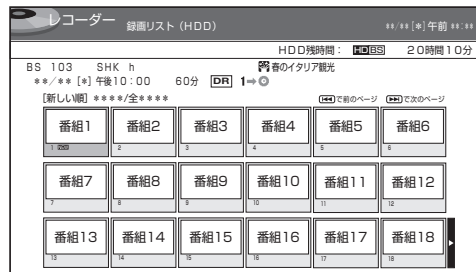 レコーダー 録画リスト（HDD） **/** [*]午前 **:**
HDD残時間： HD BS 20時間10分
BS 103 SHK h 春のイタリア観光
**/** [*] 午後10:00 60分 DR 1⇒
[新しい順] ****/全**** で前のページ で次のページ
番組1 番組2 番組3 番組4 番組5 番組6
1 2 3 4 5 6
番組7 番組8 番組9 番組10 番組11 番組12
7 8 9 10 11 12
番組13 番組14 番組15 番組16 番組17 番組18
13 14 15 16 17 18